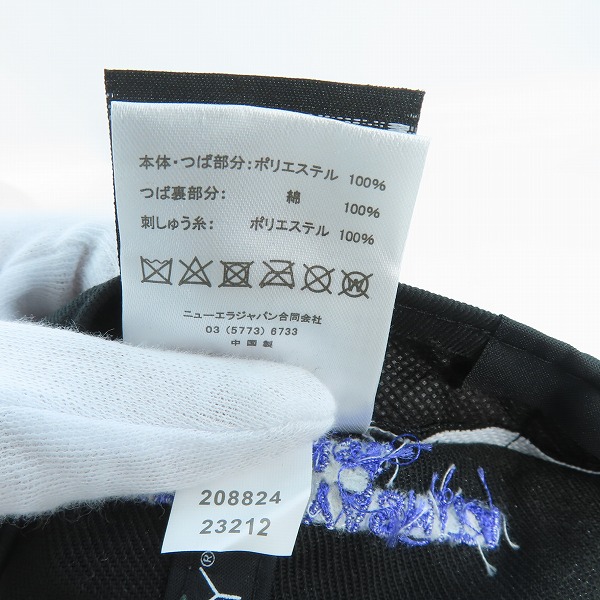 本体・つば部分：ポリエステル 100%
つば裏部分： 綿 100%
刺しゅう糸： ポリエステル 100%
ニューエラジャパン合同会社
03 (5773) 6733
中国製
208824
23212